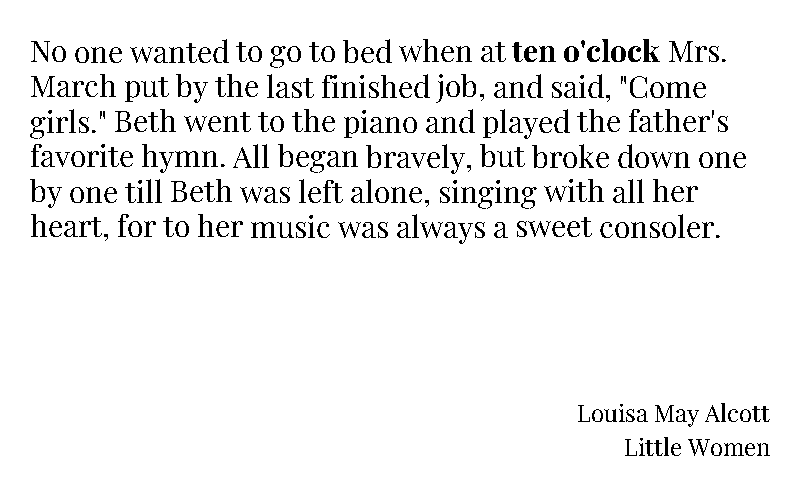 No one wanted to go to bed when at ten o'clock Mrs.
March put by the last finished job, and said, "Come
girls." Beth went to the piano and played the father's
favorite hymn. All began bravely, but broke down one
by one till Beth was left alone, singing with all her
heart, for to her music was always a sweet consoler.
Louisa May Alcott
Little Women